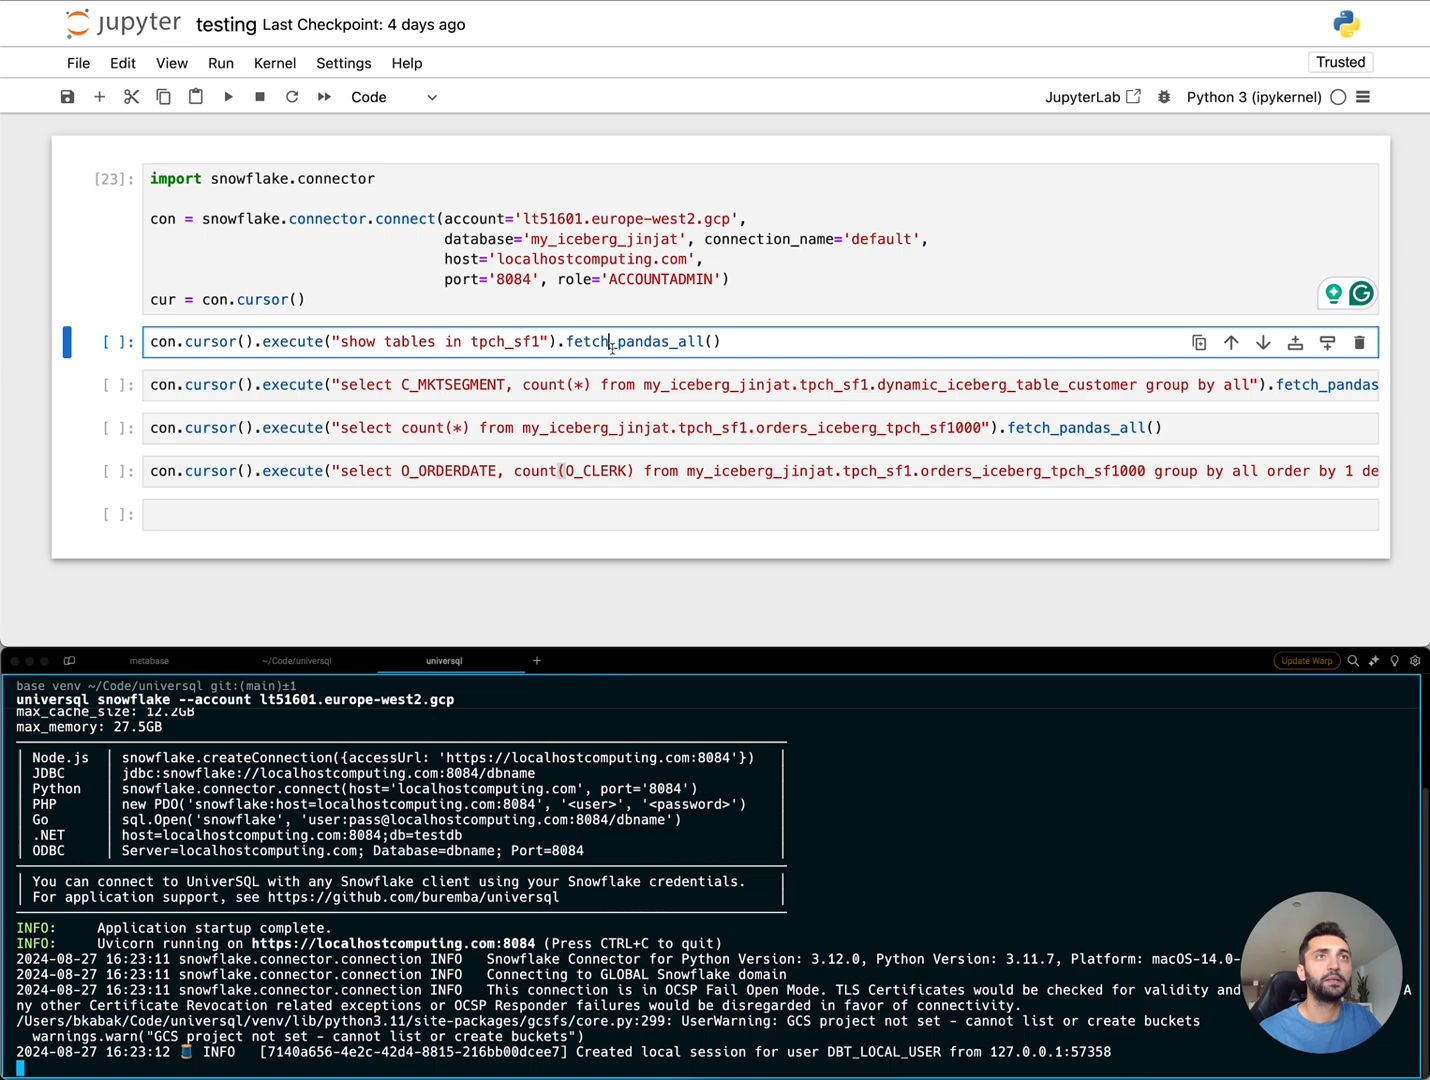 jupyter testing Last Checkpoint: 4 days ago
File Edit View Run Kernel Settings Help Trusted
Code JupyterLab Python 3 (ipykernel)
[23]: import snowflake.connector
con = snowflake.connector.connect(account='lt51601.europe-west2.gcp',
database='my_iceberg_jinjat', connection_name='default',
host='localhostcomputing.com',
port='8084', role='ACCOUNTADMIN')
cur = con.cursor()
[ ]: con.cursor().execute("show tables in tpch_sf1").fetch_pandas_all()
[ ]: con.cursor().execute("select C_MKTSEGMENT, count(*) from my_iceberg_jinjat.tpch_sf1.dynamic_iceberg_table_customer group by all").fetch_pandas
[ ]: con.cursor().execute("select count(*) from my_iceberg_jinjat.tpch_sf1.orders_iceberg_tpch_sf1000").fetch_pandas_all()
[ ]: con.cursor().execute("select O_ORDERDATE, count(O_CLERK) from my_iceberg_jinjat.tpch_sf1.orders_iceberg_tpch_sf1000 group by all order by 1 de
[ ]:
metabase ~/Code/universql universql + Update Warp
base venv ~/Code/universql git:(main)±1
universql snowflake --account lt51601.europe-west2.gcp
max_cache_size: 12.2GB
max_memory: 27.5GB
Node.js | snowflake.createConnection({accessUrl: 'https://localhostcomputing.com:8084'})
JDBC | jdbc:snowflake://localhostcomputing.com:8084/dbname
Python | snowflake.connector.connect(host='localhostcomputing.com', port='8084')
PHP | new PDO('snowflake:host=localhostcomputing.com:8084', '<user>', '<password>')
Go | sql.Open('snowflake', 'user:pass@localhostcomputing.com:8084/dbname')
.NET | host=localhostcomputing.com:8084;db=testdb
ODBC | Server=localhostcomputing.com; Database=dbname; Port=8084
You can connect to UniverSQL with any Snowflake client using your Snowflake credentials.
For application support, see https://github.com/buremba/universql
INFO: Application startup complete.
INFO: Uvicorn running on https://localhostcomputing.com:8084 (Press CTRL+C to quit)
2024-08-27 16:23:11 snowflake.connector.connection INFO Snowflake Connector for Python Version: 3.12.0, Python Version: 3.11.7, Platform: macOS-14.0-
2024-08-27 16:23:11 snowflake.connector.connection INFO Connecting to GLOBAL Snowflake domain
2024-08-27 16:23:11 snowflake.connector.connection INFO This connection is in OCSP Fail Open Mode. TLS Certificates would be checked for validity and A
ny other Certificate Revocation related exceptions or OCSP Responder failures would be disregarded in favor of connectivity.
/Users/bkabak/Code/universql/venv/lib/python3.11/site-packages/gcsfs/core.py:299: UserWarning: GCS project not set - cannot list or create buckets
warnings.warn("GCS project not set - cannot list or create buckets")
2024-08-27 16:23:12 🧵 INFO [7140a656-4e2c-42d4-8815-216bb00dcee7] Created local session for user DBT_LOCAL_USER from 127.0.0.1:57358